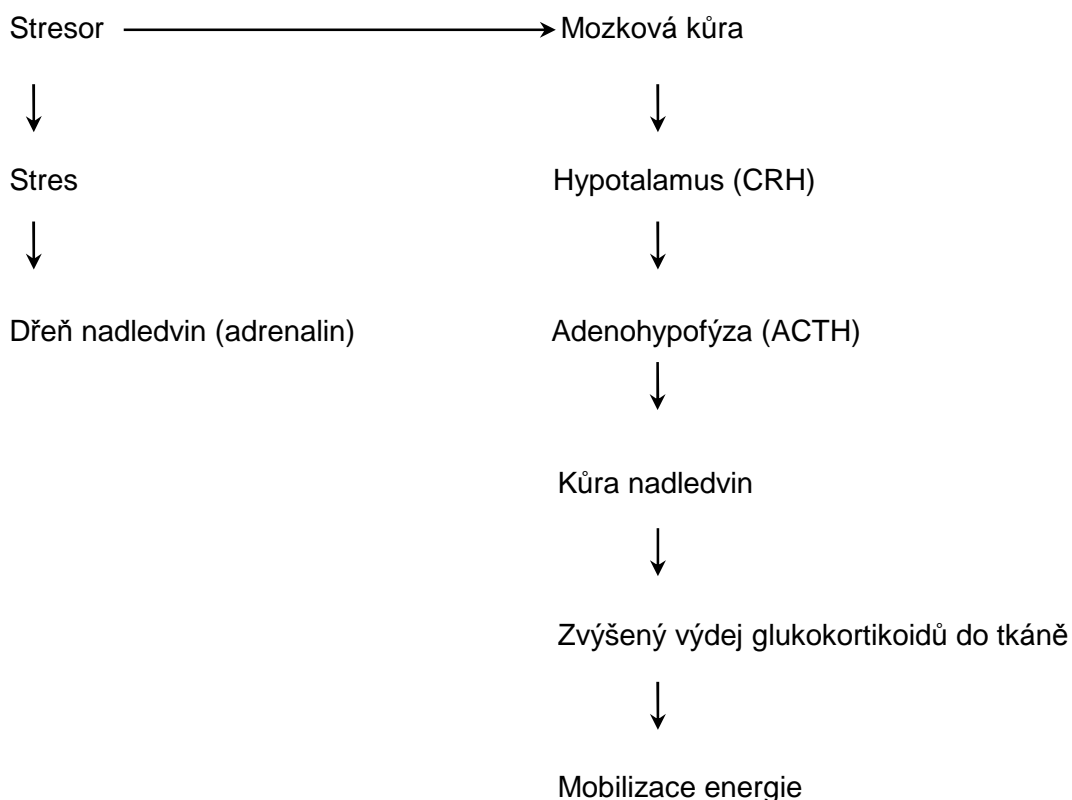 Stresor
Mozková kůra
Stres
Hypotalamus (CRH)
Dřeň nadledvin (adrenalin)
Adenohypofýza (ACTH)
Kůra nadledvin
Zvýšený výdej glukokortikoidů do tkáně
Mobilizace energie